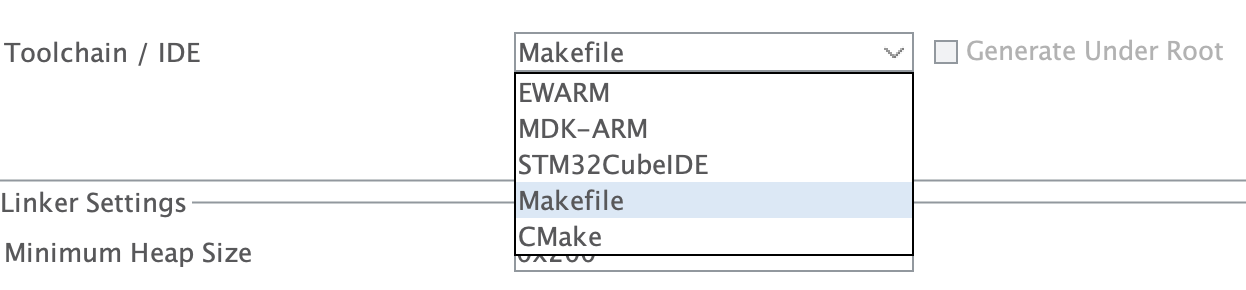 Toolchain / IDE
Makefile
Generate Under Root
EWARM
MDK-ARM
STM32CubeIDE
Makefile
CMake
Linker Settings
Minimum Heap Size